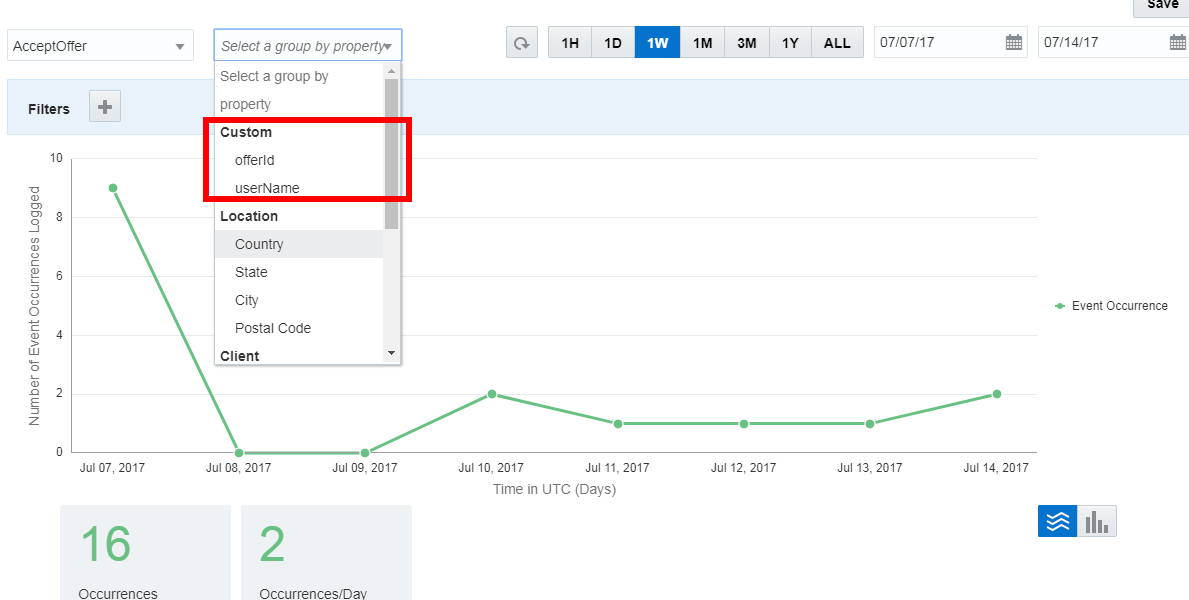 Save
AcceptOffer
Select a group by property
1H 1D 1W 1M 3M 1Y ALL
07/07/17
07/14/17
Select a group by
property
Custom
offerId
userName
Location
Country
State
City
Postal Code
Client
Filters
Number of Event Occurrences Logged
10
8
6
4
2
0
Jul 07, 2017 Jul 08, 2017 Jul 09, 2017 Jul 10, 2017 Jul 11, 2017 Jul 12, 2017 Jul 13, 2017 Jul 14, 2017
Time in UTC (Days)
Event Occurrence
16
Occurrences
2
Occurrences/Day